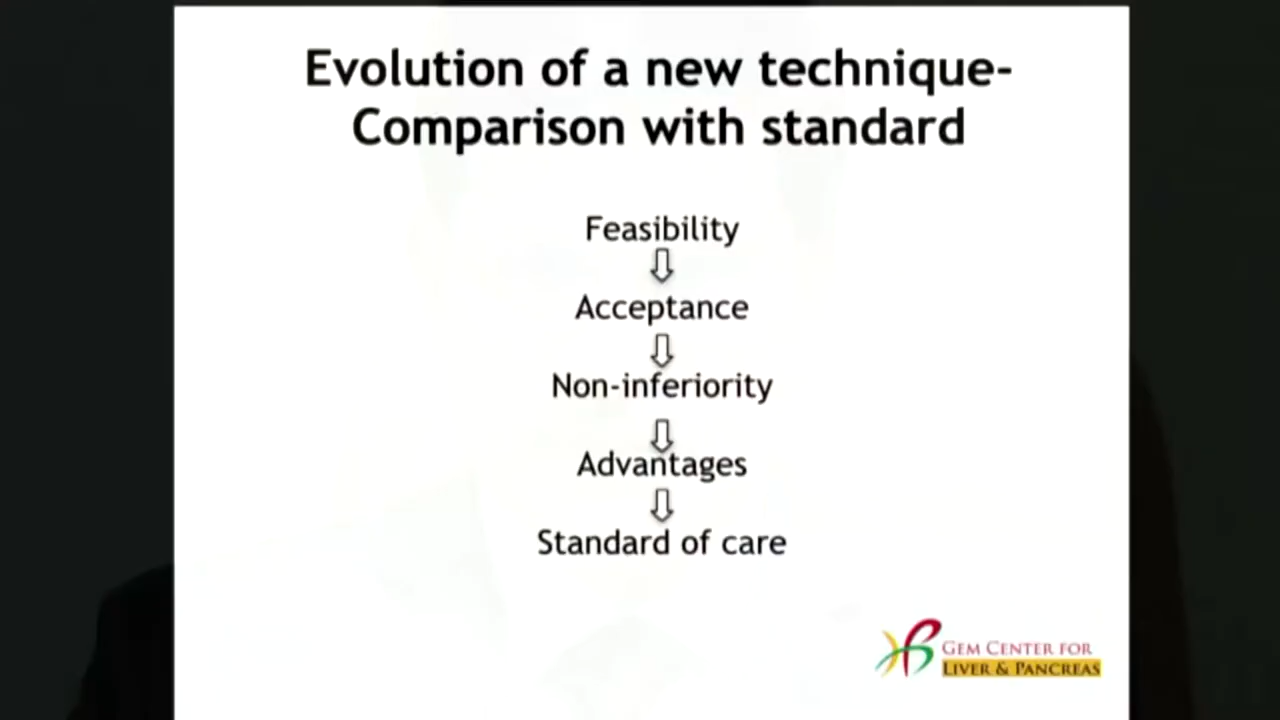 Evolution of a new technique-
Comparison with standard
Feasibility
Acceptance
Non-inferiority
Advantages
Standard of care
GEM CENTER FOR
LIVER & PANCREAS